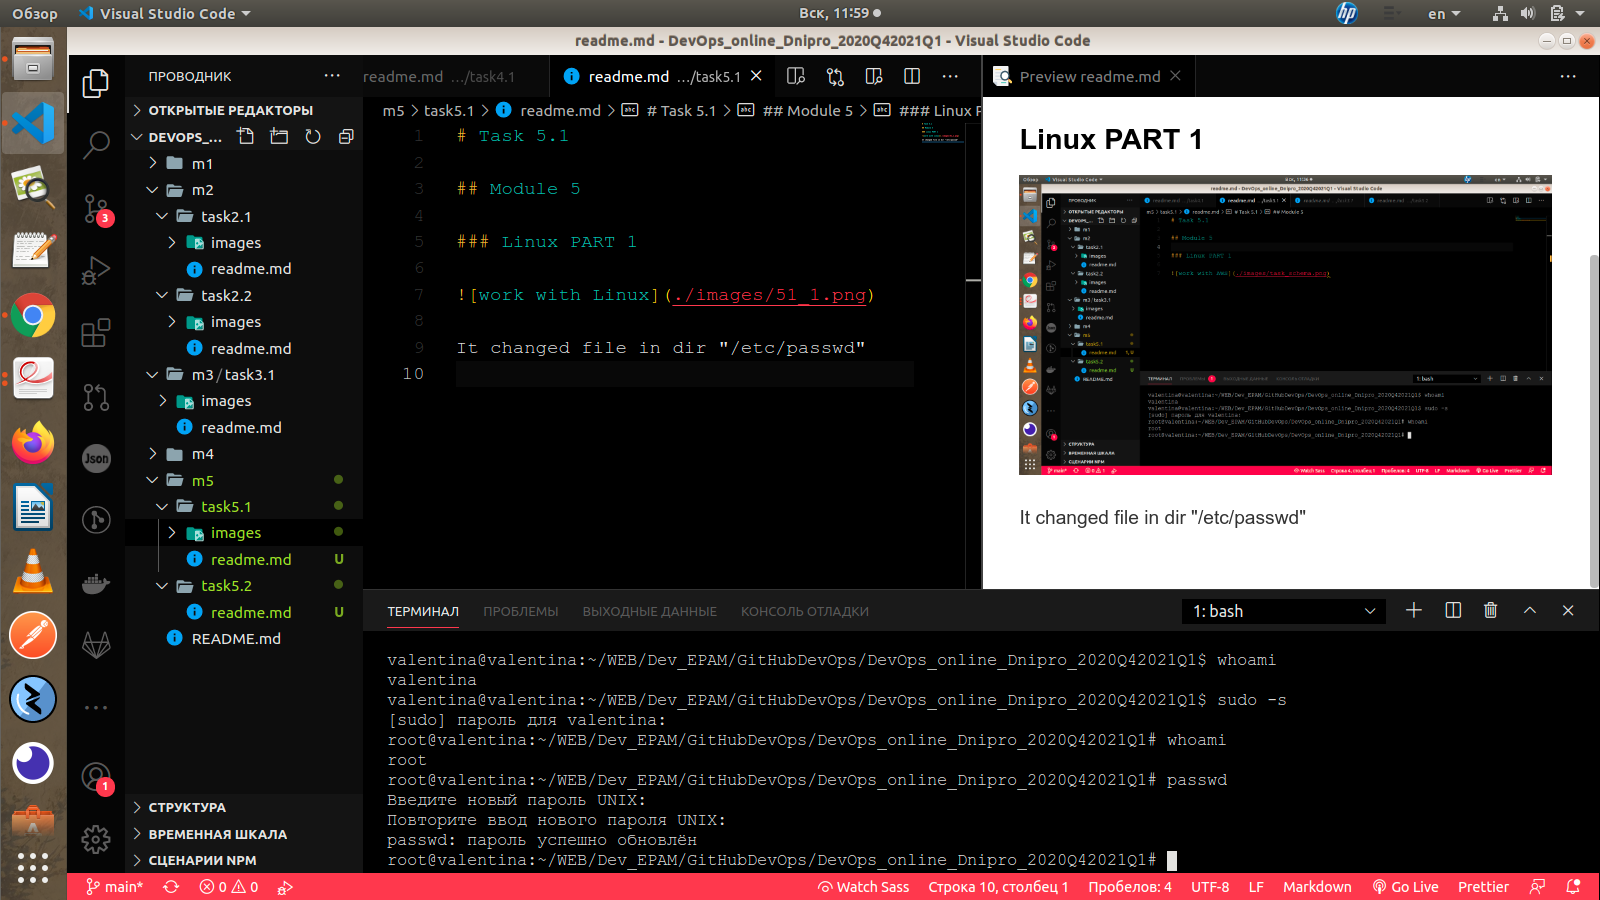 Обзор
Visual Studio Code
Вск, 11:59
hp
en
readme.md - DevOps_online_Dnipro_2020Q42021Q1 - Visual Studio Code
ПРОВОДНИК
readme.md …/task4.1
readme.md …/task5.1
Preview readme.md
ОТКРЫТЫЕ РЕДАКТОРЫ
DEVOPS_...
m1
m2
task2.1
images
readme.md
task2.2
images
readme.md
m3/task3.1
images
readme.md
m4
m5
task5.1
images
readme.md U
task5.2
readme.md U
README.md
СТРУКТУРА
ВРЕМЕННАЯ ШКАЛА
СЦЕНАРИИ NPM
3
Json
1
m5 > task5.1 > readme.md > # Task 5.1 > ## Module 5 > ### Linux P
1 # Task 5.1
2
3 ## Module 5
4
5 ### Linux PART 1
6
7 ![work with Linux](./images/51_1.png)
8
9 It changed file in dir "/etc/passwd"
10
Linux PART 1
It changed file in dir "/etc/passwd"
ТЕРМИНАЛ ПРОБЛЕМЫ ВЫХОДНЫЕ ДАННЫЕ КОНСОЛЬ ОТЛАДКИ
1: bash
valentina@valentina:~/WEB/Dev_EPAM/GitHubDevOps/DevOps_online_Dnipro_2020Q42021Q1$ whoami
valentina
valentina@valentina:~/WEB/Dev_EPAM/GitHubDevOps/DevOps_online_Dnipro_2020Q42021Q1$ sudo -s
[sudo] пароль для valentina:
root@valentina:~/WEB/Dev_EPAM/GitHubDevOps/DevOps_online_Dnipro_2020Q42021Q1# whoami
root
root@valentina:~/WEB/Dev_EPAM/GitHubDevOps/DevOps_online_Dnipro_2020Q42021Q1# passwd
Введите новый пароль UNIX:
Повторите ввод нового пароля UNIX:
passwd: пароль успешно обновлён
root@valentina:~/WEB/Dev_EPAM/GitHubDevOps/DevOps_online_Dnipro_2020Q42021Q1#
main* 0 0
Watch Sass Строка 10, столбец 1 Пробелов: 4 UTF-8 LF Markdown Go Live Prettier